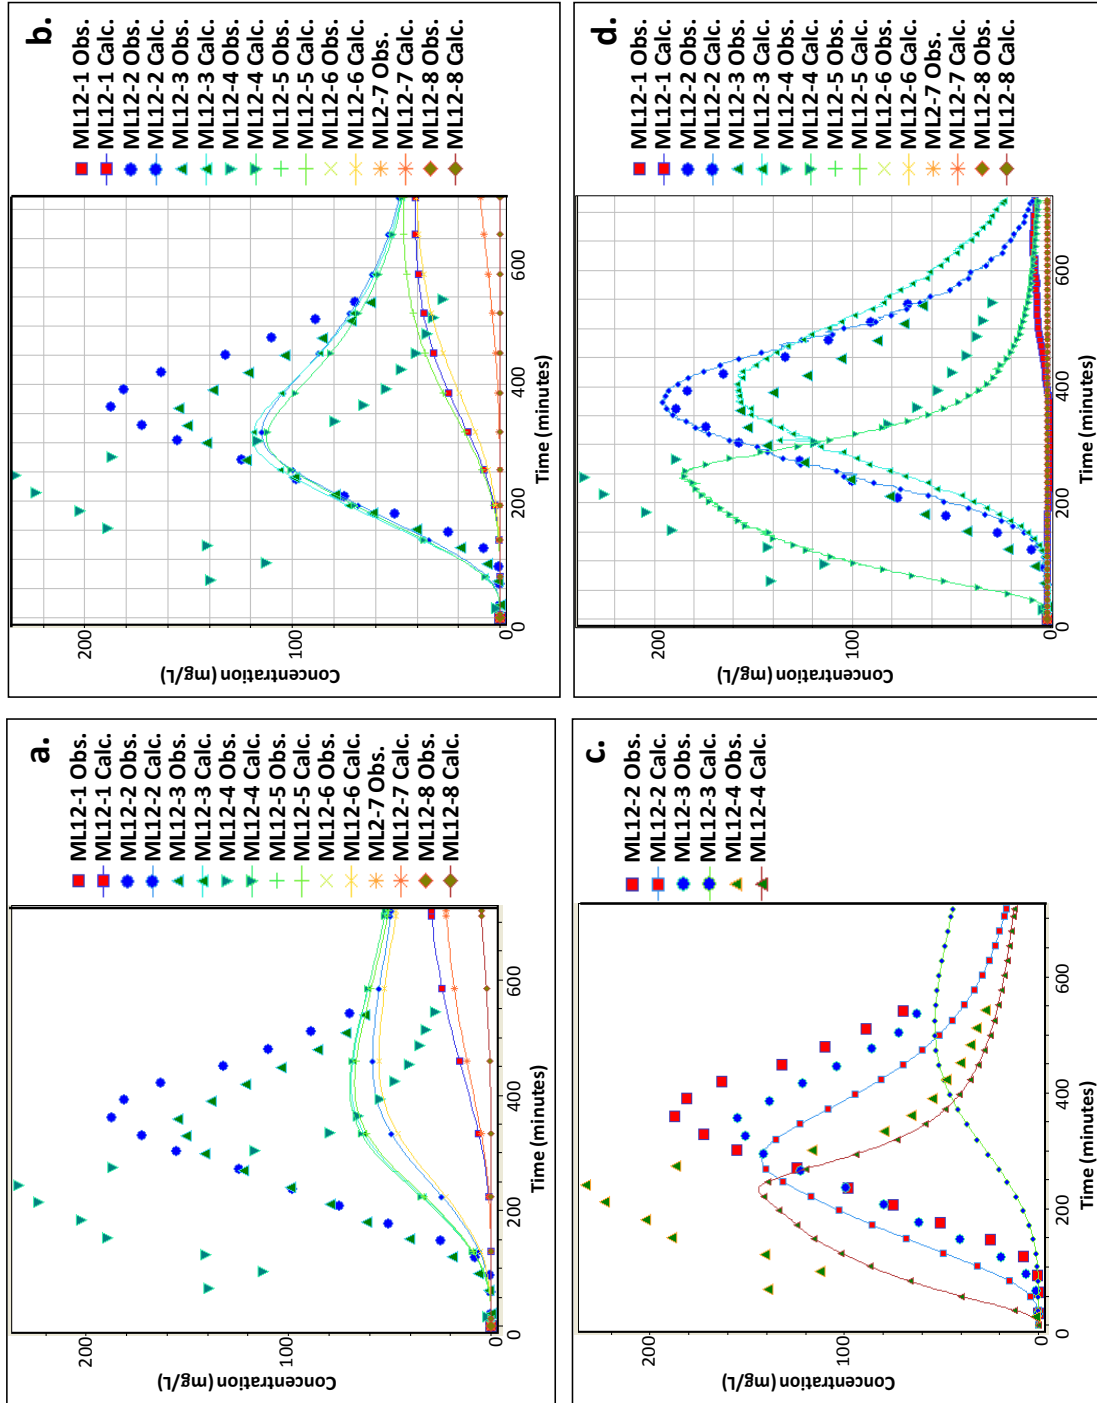 a.
Concentration (mg/L)
200
100
0
0
200
400
600
Time (minutes)
ML12-1 Obs.
ML12-1 Calc.
ML12-2 Obs.
ML12-2 Calc.
ML12-3 Obs.
ML12-3 Calc.
ML12-4 Obs.
ML12-4 Calc.
ML12-5 Obs.
ML12-5 Calc.
ML12-6 Obs.
ML12-6 Calc.
ML2-7 Obs.
ML12-7 Calc.
ML12-8 Obs.
ML12-8 Calc.
b.
Concentration (mg/L)
200
100
0
0
200
400
600
Time (minutes)
ML12-1 Obs.
ML12-1 Calc.
ML12-2 Obs.
ML12-2 Calc.
ML12-3 Obs.
ML12-3 Calc.
ML12-4 Obs.
ML12-4 Calc.
ML12-5 Obs.
ML12-5 Calc.
ML12-6 Obs.
ML12-6 Calc.
ML2-7 Obs.
ML12-7 Calc.
ML12-8 Obs.
ML12-8 Calc.
c.
Concentration (mg/L)
200
100
0
0
200
400
600
Time (minutes)
ML12-2 Obs.
ML12-2 Calc.
ML12-3 Obs.
ML12-3 Calc.
ML12-4 Obs.
ML12-4 Calc.
d.
Concentration (mg/L)
200
100
0
0
200
400
600
Time (minutes)
ML12-1 Obs.
ML12-1 Calc.
ML12-2 Obs.
ML12-2 Calc.
ML12-3 Obs.
ML12-3 Calc.
ML12-4 Obs.
ML12-4 Calc.
ML12-5 Obs.
ML12-5 Calc.
ML12-6 Obs.
ML12-6 Calc.
ML2-7 Obs.
ML12-7 Calc.
ML12-8 Obs.
ML12-8 Calc.